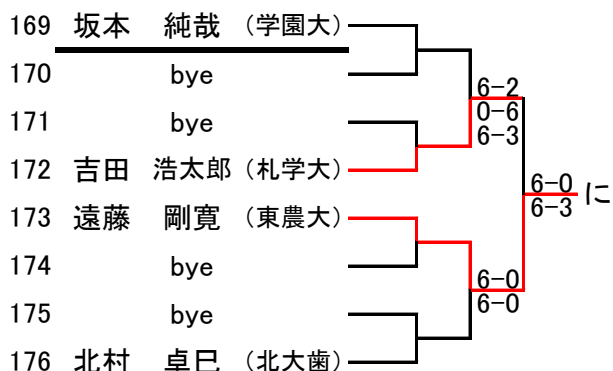 169 坂本 純哉 (学園大)
170 bye
6-2
0-6
6-3
171 bye
172 吉田 浩太郎 (札学大)
6-0
6-3
に
173 遠藤 剛寛 (東農大)
174 bye
6-0
6-0
175 bye
176 北村 卓巳 (北大歯)